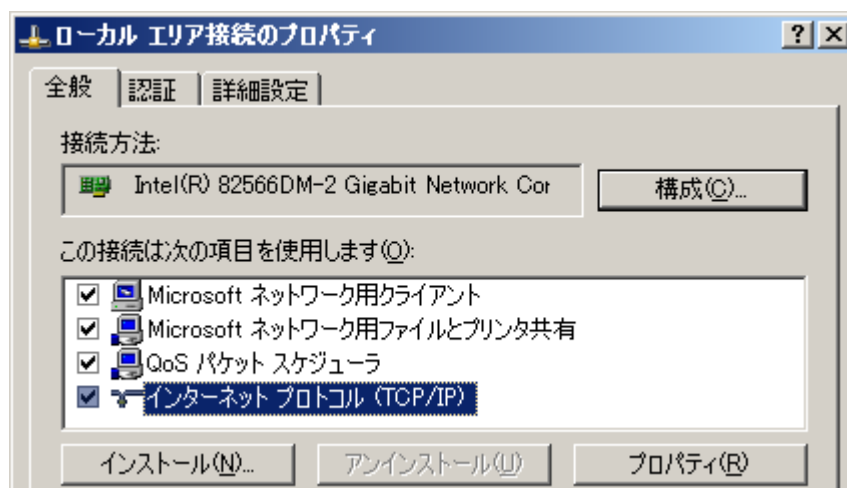 ローカル エリア接続のプロパティ
全般 認証 詳細設定
接続方法:
Intel(R) 82566DM-2 Gigabit Network Cor 構成(C)...
この接続は次の項目を使用します(O):
Microsoft ネットワーク用クライアント
Microsoft ネットワーク用ファイルとプリンタ共有
QoS パケット スケジューラ
インターネット プロトコル (TCP/IP)
インストール(N)... アンインストール(U) プロパティ(R)